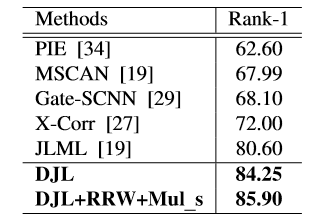 Methods Rank-1
PIE [34] 62.60
MSCAN [19] 67.99
Gate-SCNN [29] 68.10
X-Corr [27] 72.00
JLML [19] 80.60
DJL 84.25
DJL+RRW+Mul_s 85.90